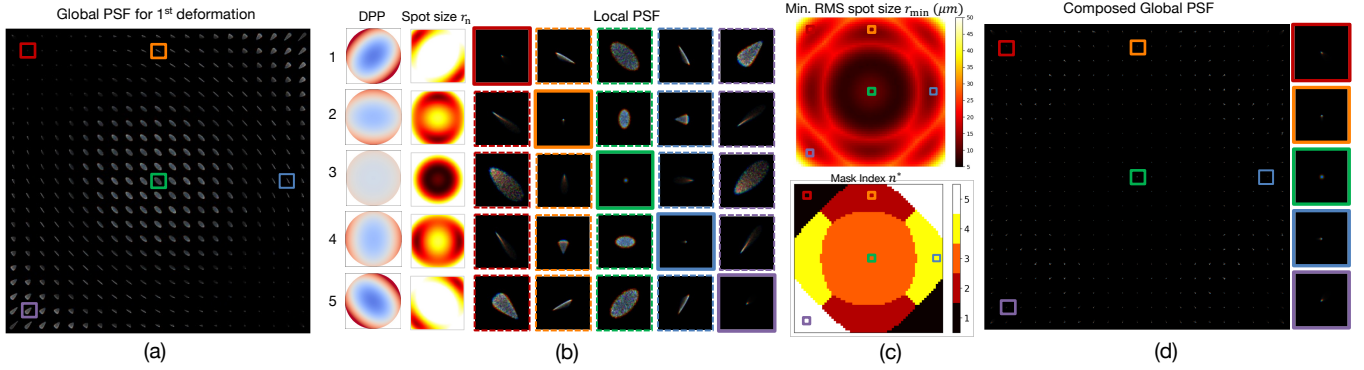 Global PSF for 1st deformation
(a)
DPP
Spot size rn
Local PSF
1
2
3
4
5
(b)
Min. RMS spot size rmin (μm)
50
45
40
35
30
25
20
15
10
5
Mask Index n*
5
4
3
2
1
(c)
Composed Global PSF
(d)